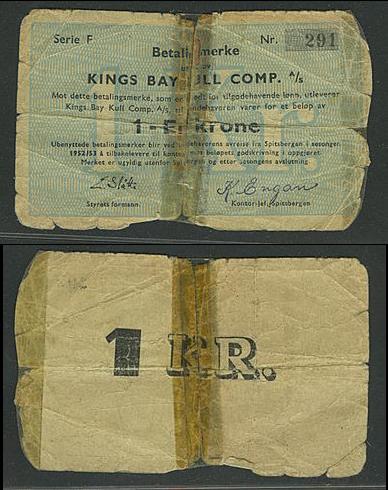 Serie F Nr. 291
Betalingsmerke
KINGS BAY KULL COMP. A/s
Mot dette betalingsmerke, som er for tilgodehavende lønn, utleverer
Kings Bay Kull Comp. A/s, varer for et beløp av
1 - En krone
Ubenyttede betalingsmerker blir ved avreise fra Spitsbergen i sesongen
1952/53 å tilbakelevere til beløpets godskrivning i oppgjøret.
Merket er ugyldig utenfor og etter sesongens avslutning
K. Engan
Styrets formann. Kontorsjef, Spitsbergen
1 KR.